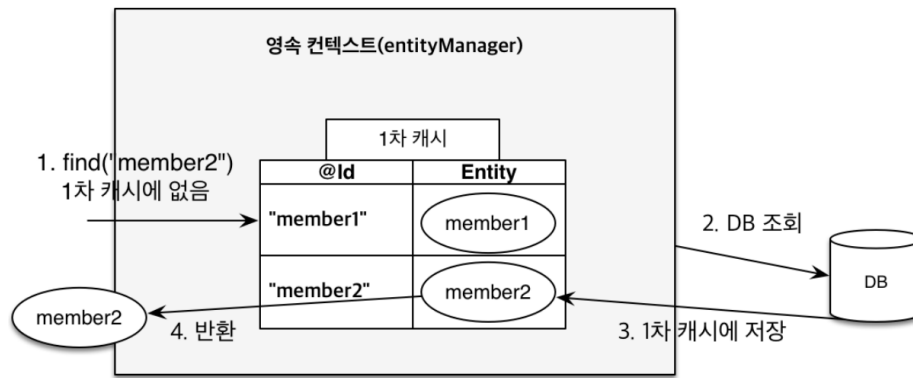 영속 컨텍스트(entityManager)
1차 캐시
1. find("member2")
1차 캐시에 없음
@Id Entity
"member1" member1
2. DB 조회
DB
"member2" member2
member2
4. 반환
3. 1차 캐시에 저장